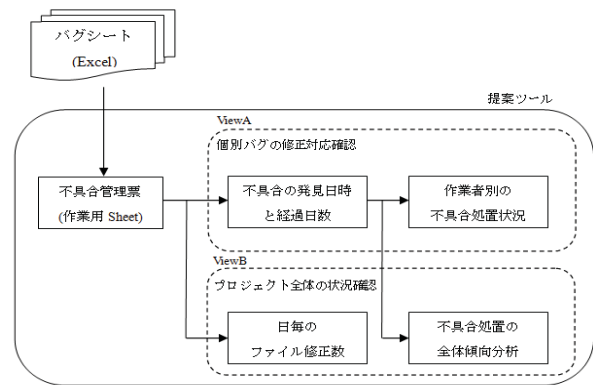 バグシート
(Excel)
提案ツール
ViewA
個別バグの修正対応確認
不具合管理票
(作業用 Sheet)
不具合の発見日時
と経過日数
作業者別の
不具合処置状況
ViewB
プロジェクト全体の状況確認
日毎の
ファイル修正数
不具合処置の
全体傾向分析